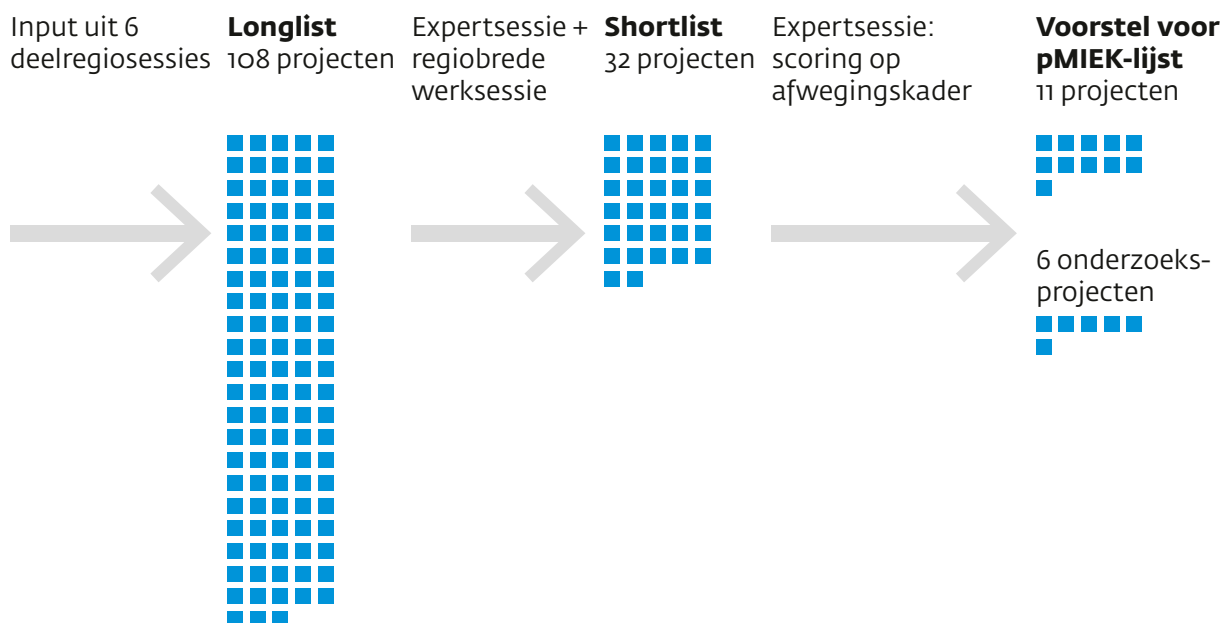 Input uit 6
deelregiosessies
Longlist
108 projecten
Expertsessie +
regiobrede
werksessie
Shortlist
32 projecten
Expertsessie:
scoring op
afwegingskader
Voorstel voor
pMIEK-lijst
11 projecten
6 onderzoeks-
projecten